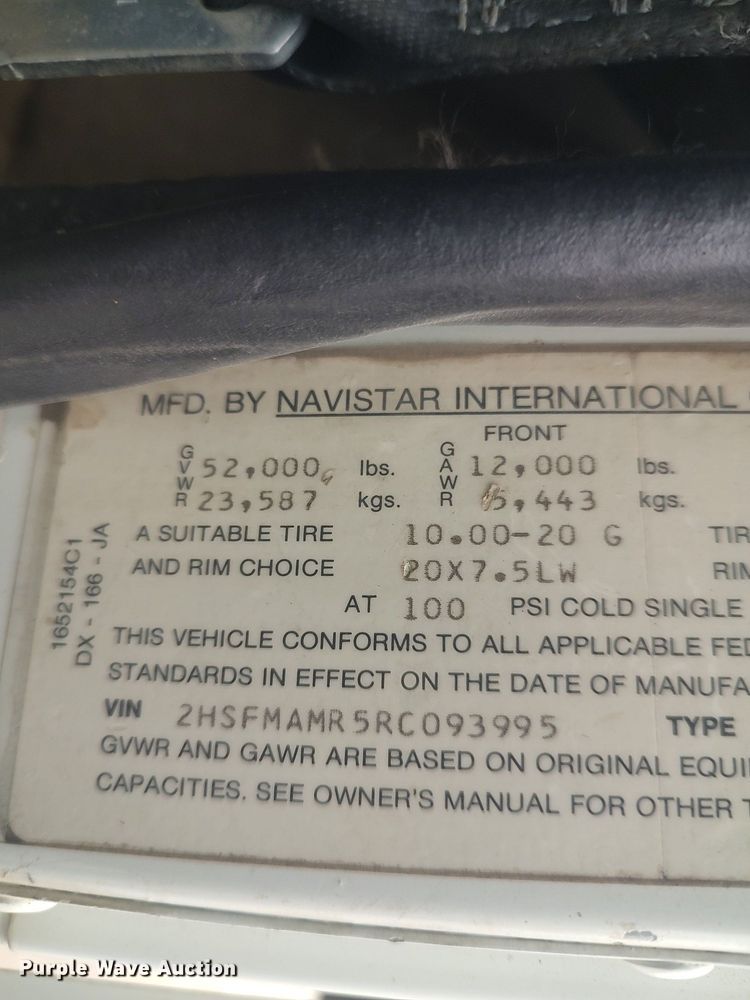 MFD. BY NAVISTAR INTERNATIONAL
FRONT
GVWR 52,000 lbs. GAWR 12,000 lbs.
23,587 kgs. 5,443 kgs.
A SUITABLE TIRE 10.00-20 G TIR
AND RIM CHOICE 20X7.5LW RIM
AT 100 PSI COLD SINGLE
THIS VEHICLE CONFORMS TO ALL APPLICABLE FED
STANDARDS IN EFFECT ON THE DATE OF MANUFA
VIN 2HSFMAMR5RC093995 TYPE
GVWR AND GAWR ARE BASED ON ORIGINAL EQUI
CAPACITIES. SEE OWNER'S MANUAL FOR OTHER T
1652154C1
DX - 166 - JA
Purple Wave Auction